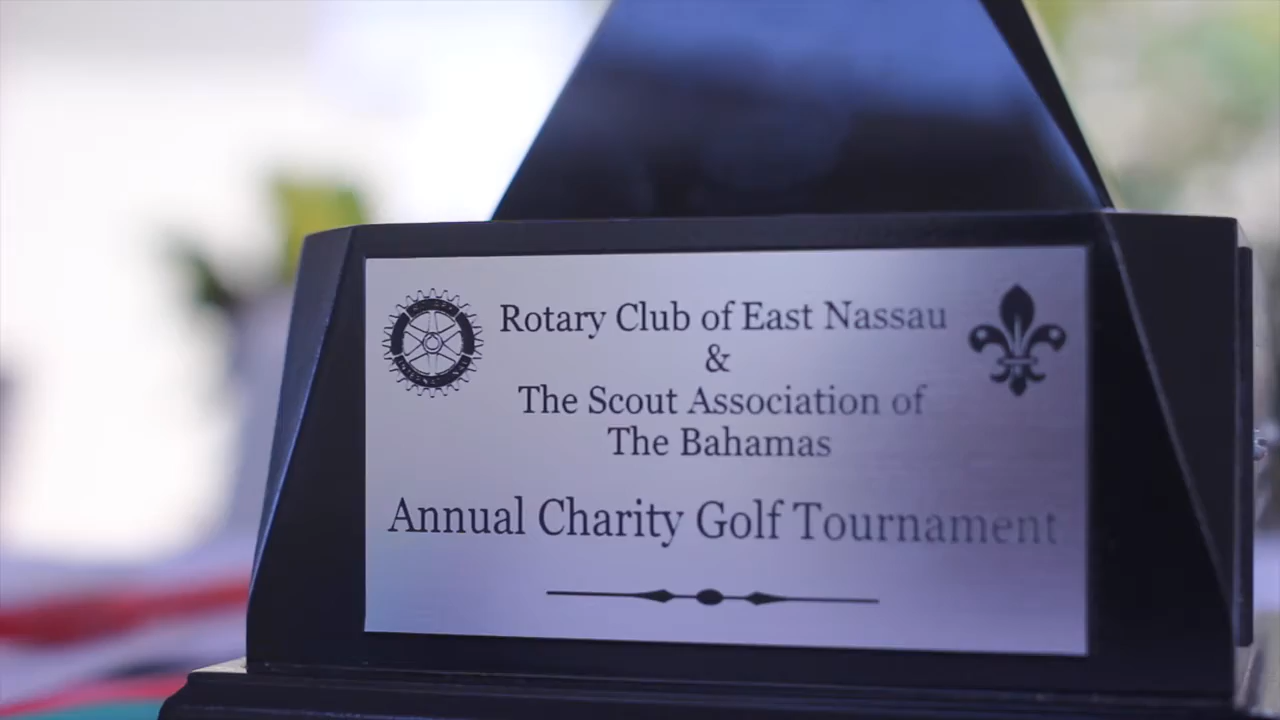 Rotary Club of East Nassau
&
The Scout Association of
The Bahamas
Annual Charity Golf Tournament